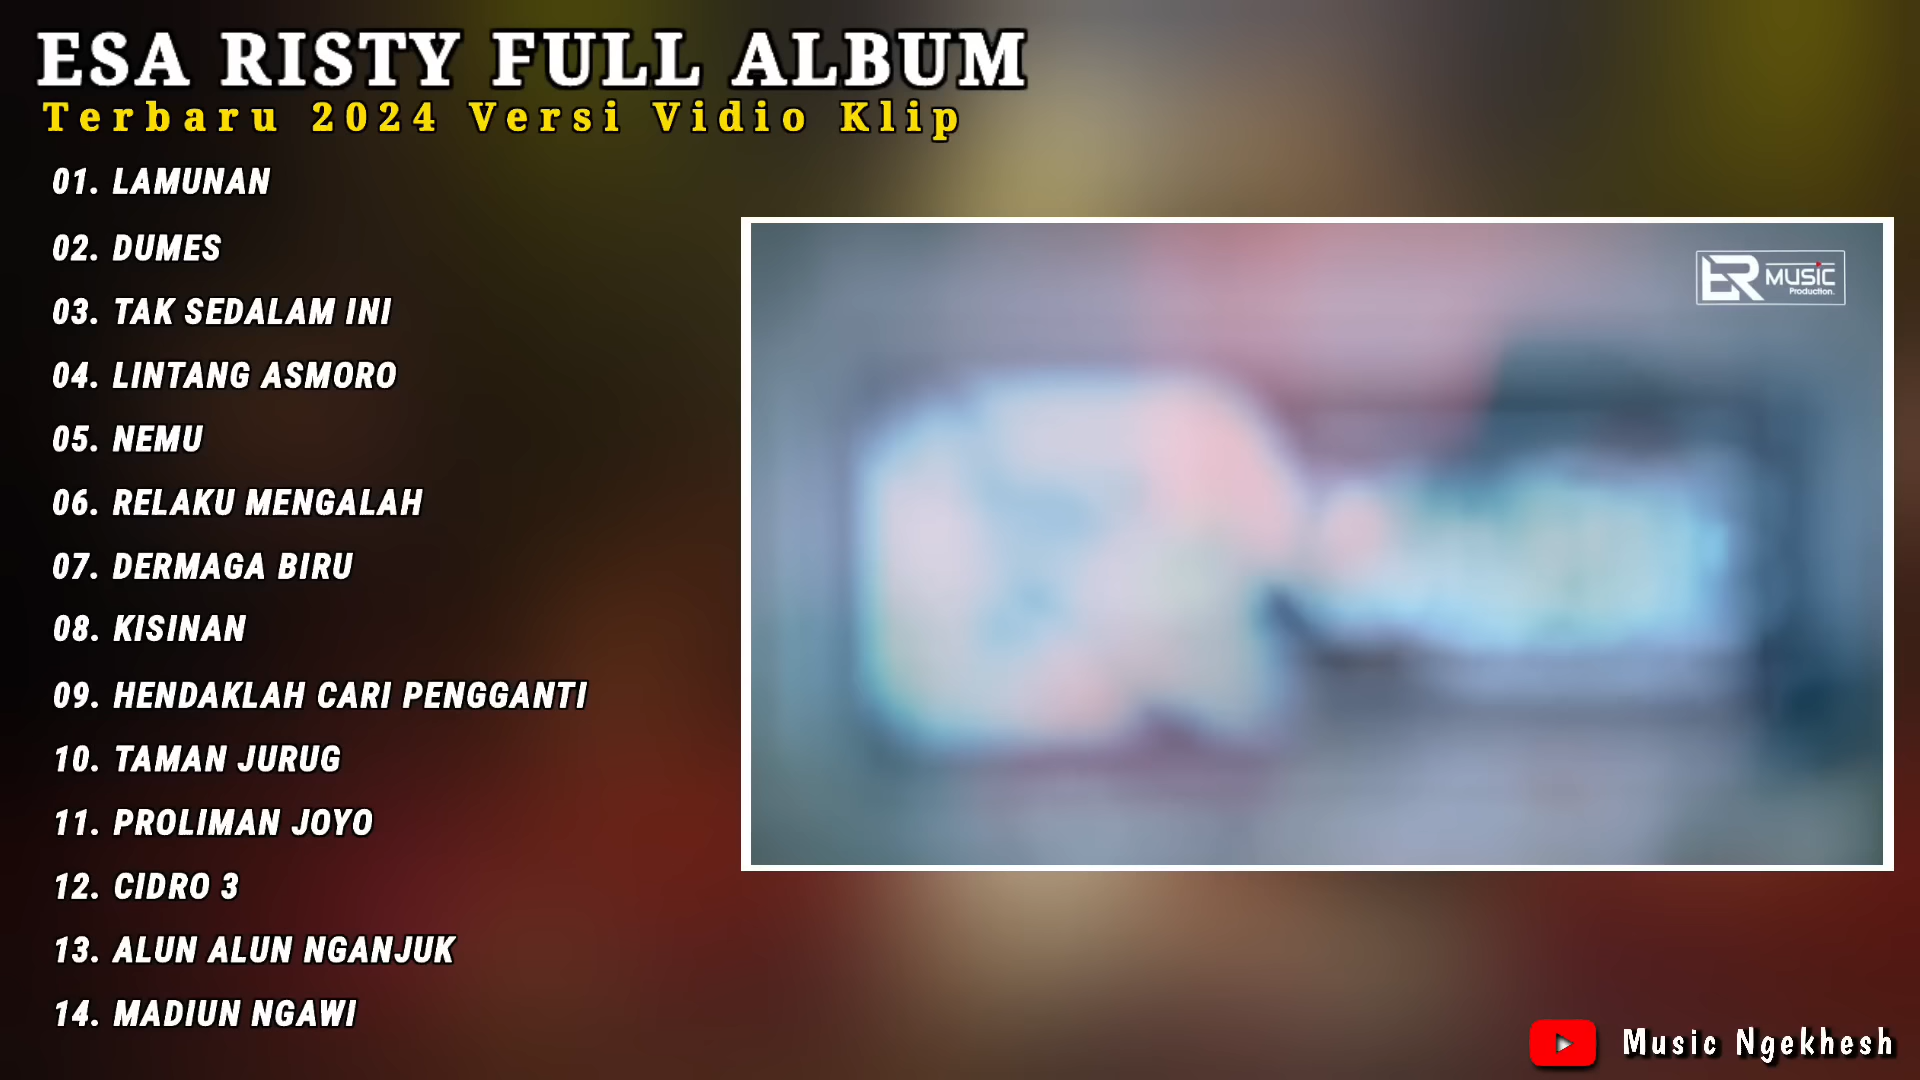 ESA RISTY FULL ALBUM
Terbaru 2024 Versi Vidio Klip
01. LAMUNAN
02. DUMES
03. TAK SEDALAM INI
04. LINTANG ASMORO
05. NEMU
06. RELAKU MENGALAH
07. DERMAGA BIRU
08. KISINAN
09. HENDAKLAH CARI PENGGANTI
10. TAMAN JURUG
11. PROLIMAN JOYO
12. CIDRO 3
13. ALUN ALUN NGANJUK
14. MADIUN NGAWI
ER MUSIC
Production.
Music Ngekhesh